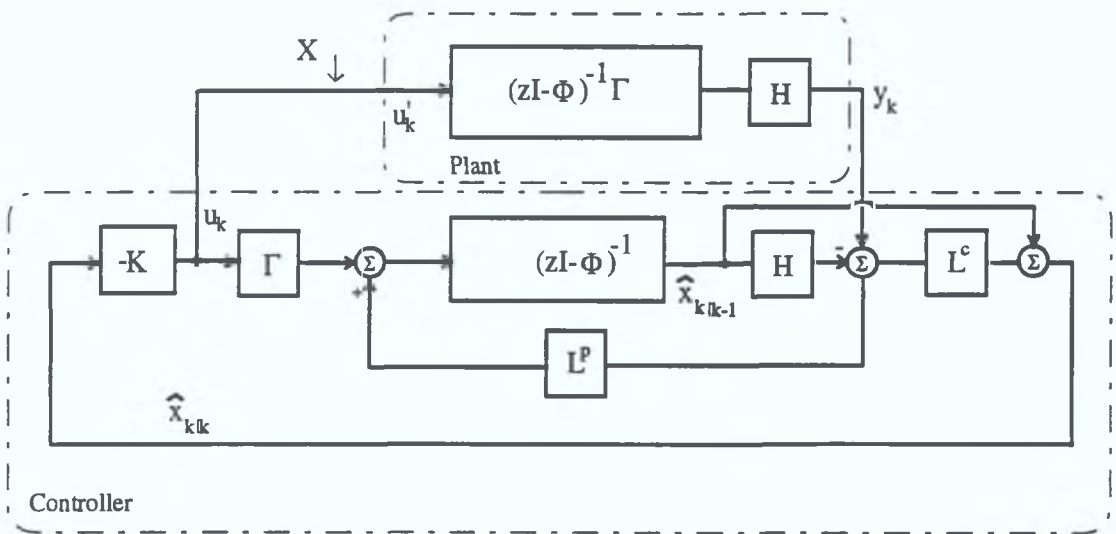 X ↓
(zI-Φ)⁻¹Γ
H
u'ₖ
yₖ
Plant
uₖ
-K
Γ
Σ
(zI-Φ)⁻¹
H
-
Σ
Lᶜ
Σ
+
x̂ₖ|ₖ₋₁
Lᵖ
x̂ₖ|ₖ
Controller